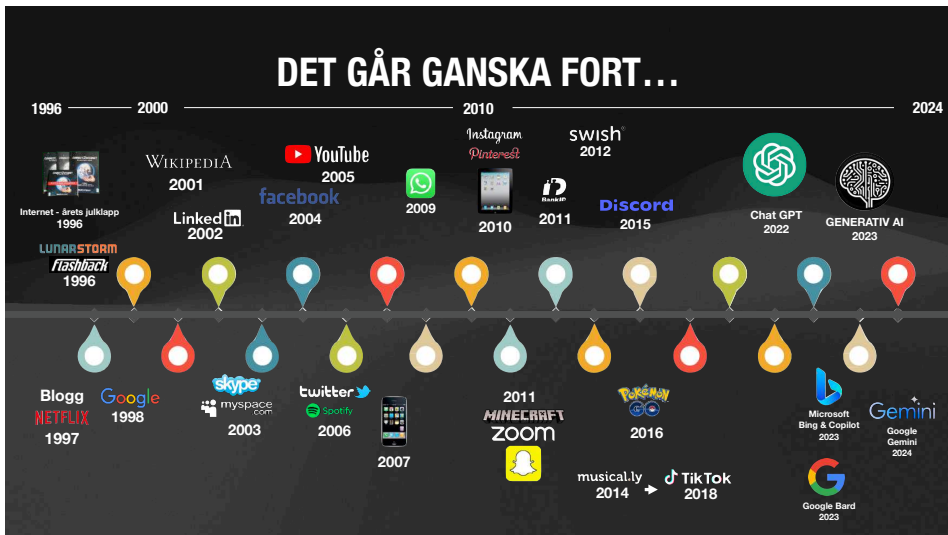 DET GÅR GANSKA FORT…
1996
2000
2010
2024
Internet - årets julklapp
1996
LUNARSTORM
flashback
1996
WIKIPEDIA
2001
LinkedIn
2002
YouTube
2005
facebook
2004
2009
Instagram
Pinterest
2010
swish
2012
BankID
2011
Discord
2015
Chat GPT
2022
GENERATIV AI
2023
Blogg
NETFLIX
1997
Google
1998
skype
myspace.com
2003
twitter
Spotify
2006
2007
2011
MINECRAFT
zoom
POKÉMON
GO
2016
musical.ly
2014
TikTok
2018
Microsoft
Bing & Copilot
2023
Google Bard
2023
Gemini
Google
Gemini
2024